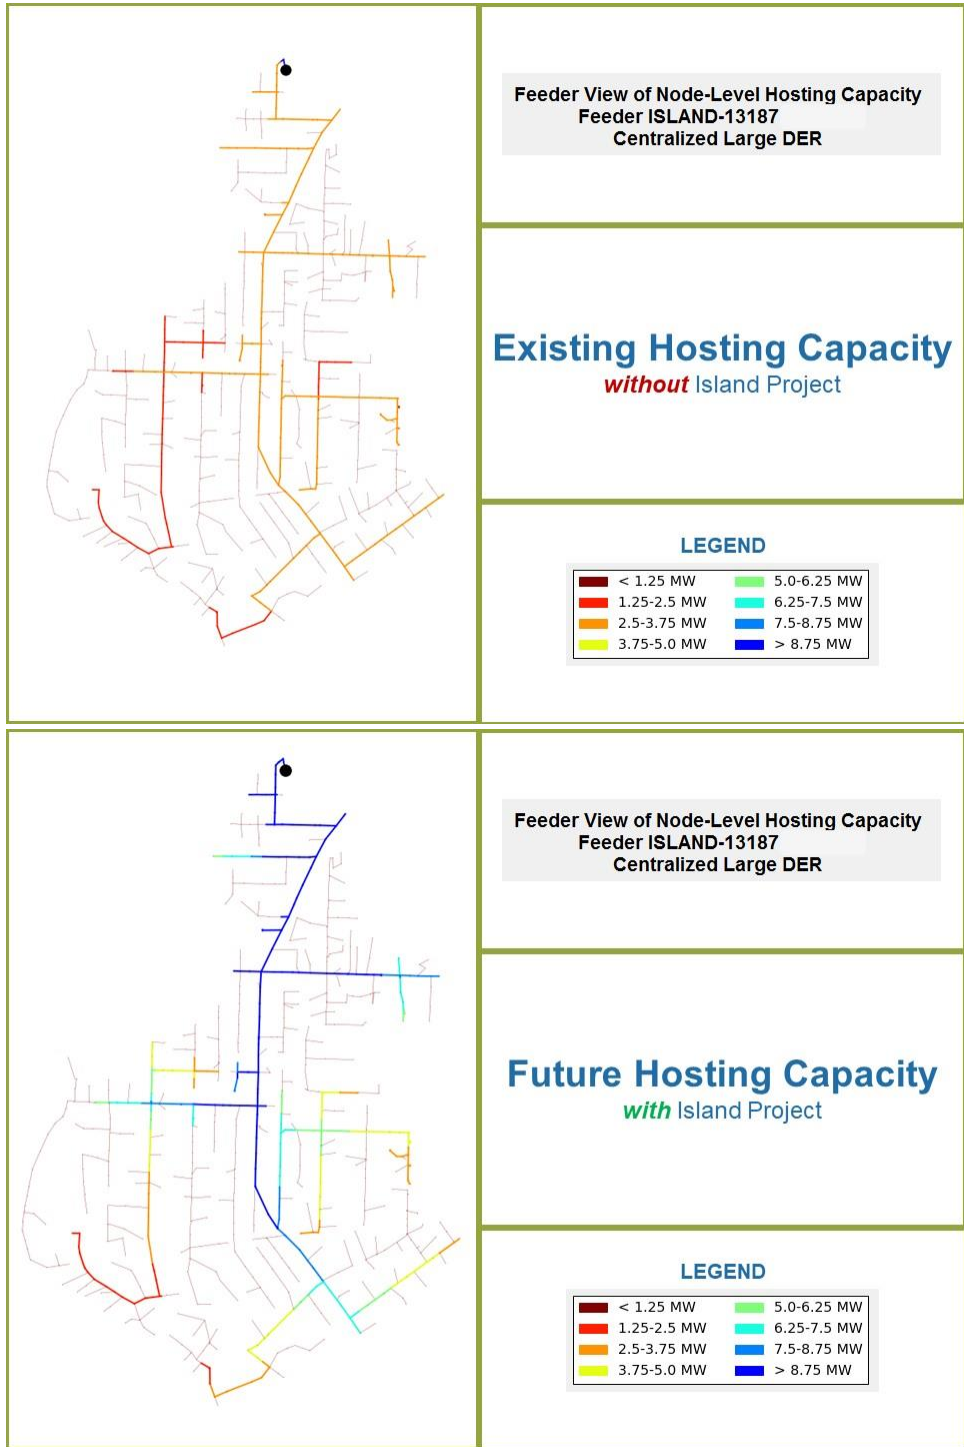 Feeder View of Node-Level Hosting Capacity
Feeder ISLAND-13187
Centralized Large DER
Existing Hosting Capacity
without Island Project
LEGEND
< 1.25 MW
1.25-2.5 MW
2.5-3.75 MW
3.75-5.0 MW
5.0-6.25 MW
6.25-7.5 MW
7.5-8.75 MW
> 8.75 MW
Feeder View of Node-Level Hosting Capacity
Feeder ISLAND-13187
Centralized Large DER
Future Hosting Capacity
with Island Project
LEGEND
< 1.25 MW
1.25-2.5 MW
2.5-3.75 MW
3.75-5.0 MW
5.0-6.25 MW
6.25-7.5 MW
7.5-8.75 MW
> 8.75 MW